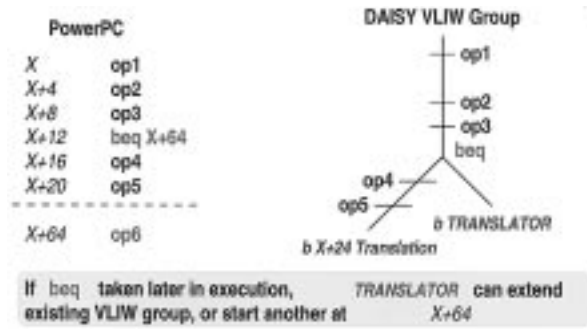 PowerPC
X op1
X+4 op2
X+8 op3
X+12 beq X+64
X+16 op4
X+20 op5
X+64 op6
DAISY VLIW Group
op1
op2
op3
beq
op4
op5
b TRANSLATOR
b X+24 Translation
If beq taken later in execution, TRANSLATOR can extend
existing VLIW group, or start another at X+64